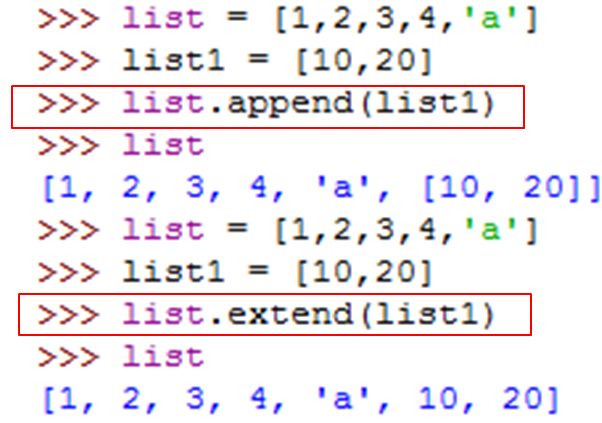 >>> list = [1,2,3,4,'a']
>>> list1 = [10,20]
>>> list.append(list1)
>>> list
[1, 2, 3, 4, 'a', [10, 20]]
>>> list = [1,2,3,4,'a']
>>> list1 = [10,20]
>>> list.extend(list1)
>>> list
[1, 2, 3, 4, 'a', 10, 20]